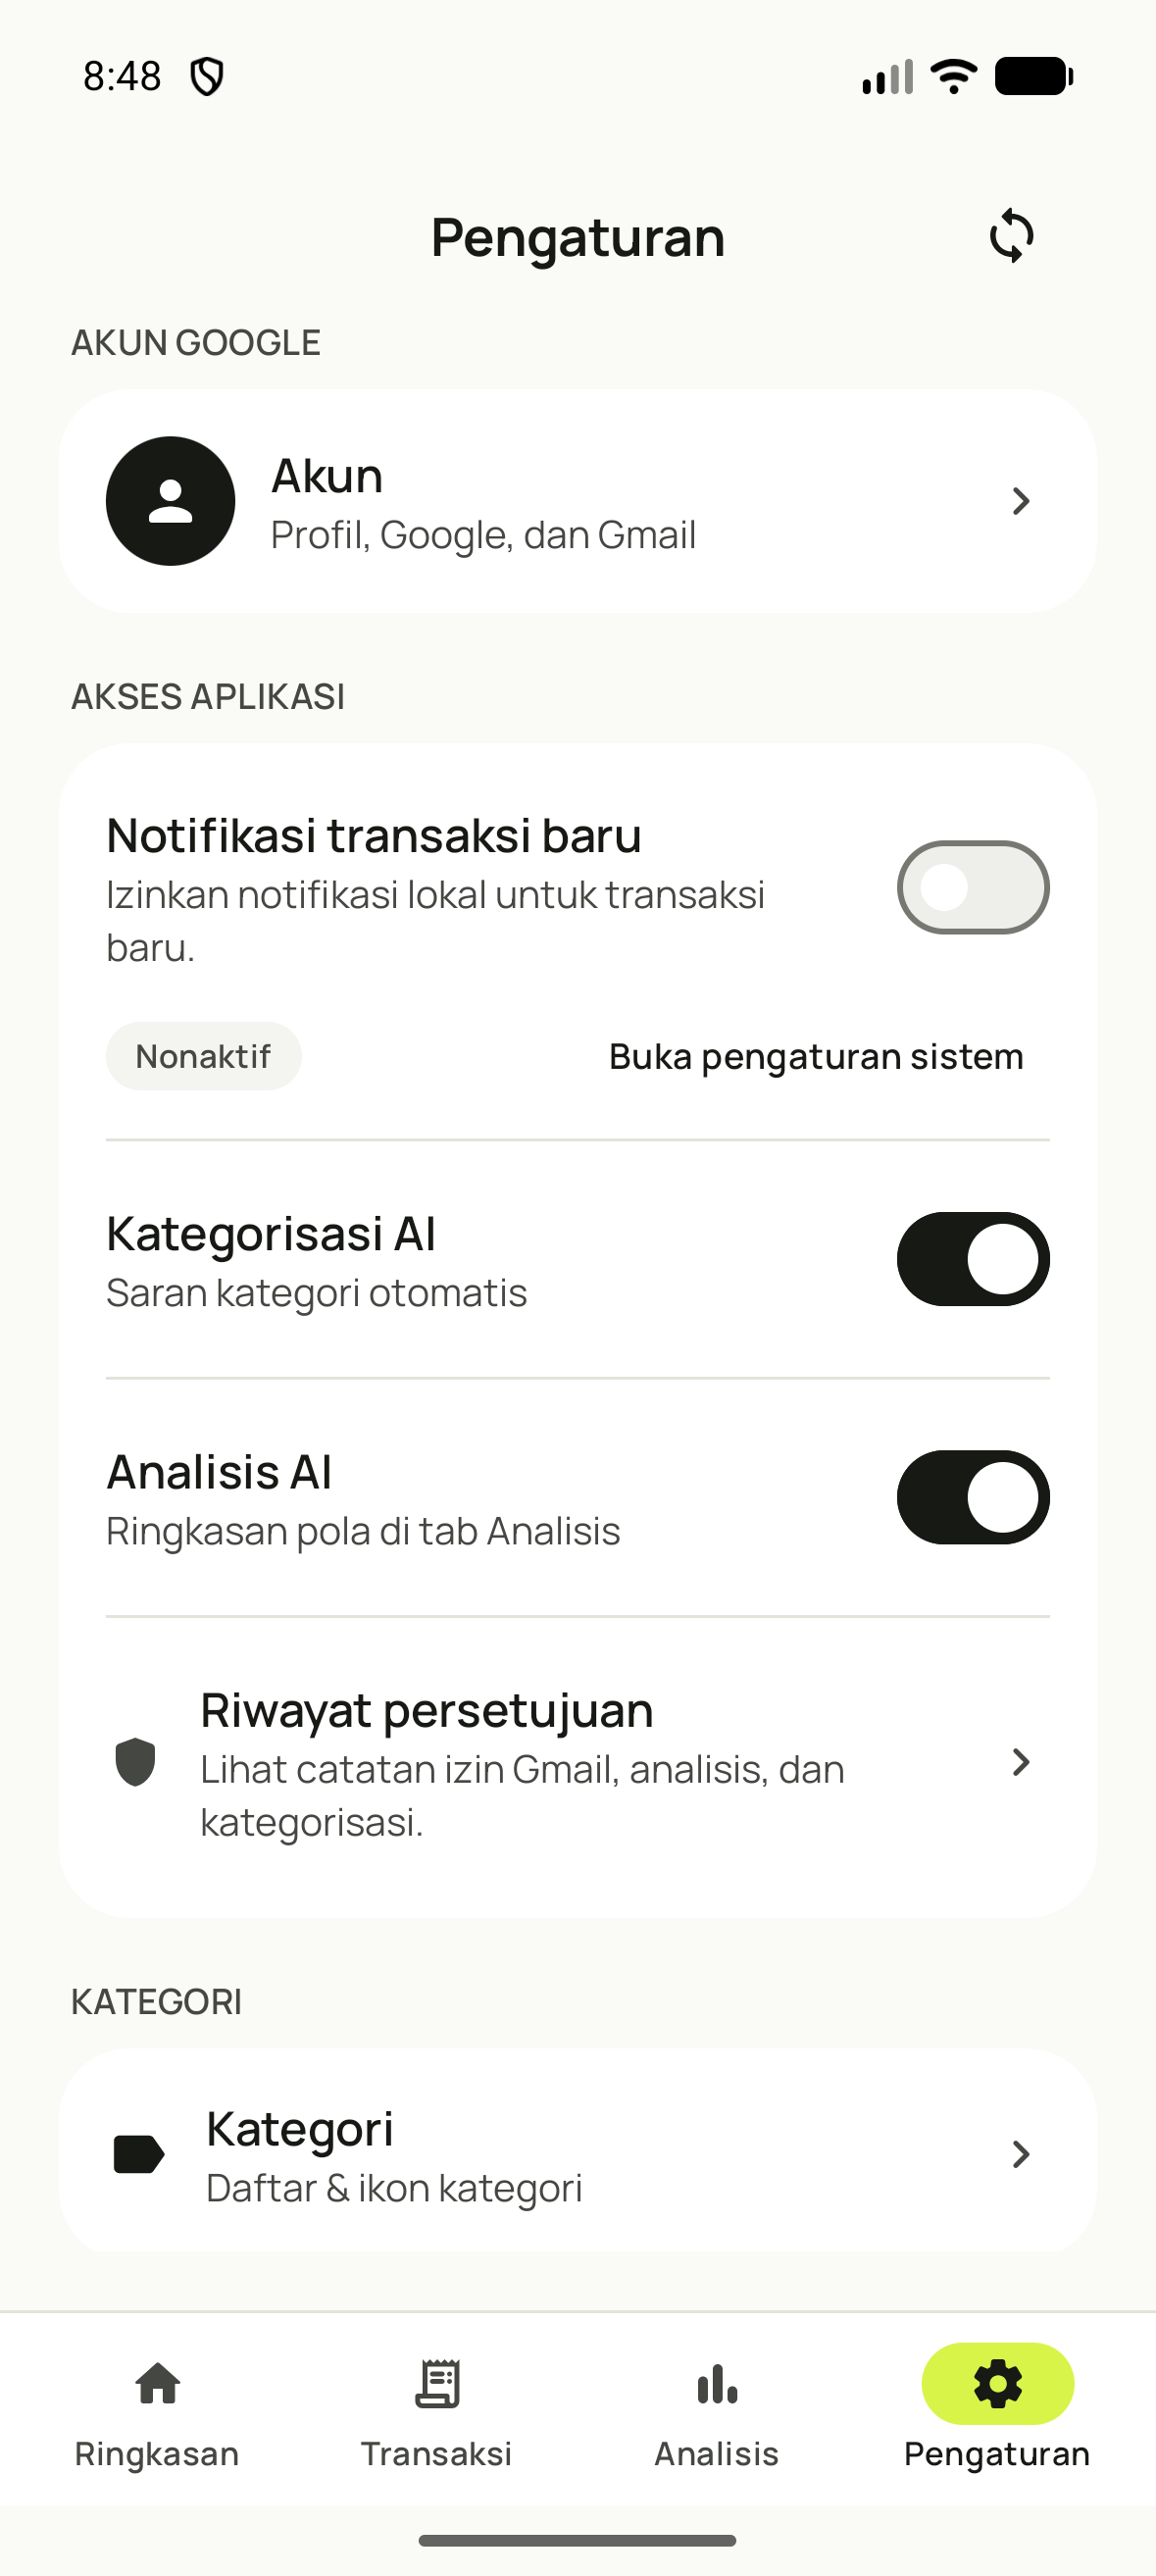 8:48
Pengaturan
AKUN GOOGLE
Akun
Profil, Google, dan Gmail
AKSES APLIKASI
Notifikasi transaksi baru
Izinkan notifikasi lokal untuk transaksi
baru.
Nonaktif
Buka pengaturan sistem
Kategorisasi AI
Saran kategori otomatis
Analisis AI
Ringkasan pola di tab Analisis
Riwayat persetujuan
Lihat catatan izin Gmail, analisis, dan
kategorisasi.
KATEGORI
Kategori
Daftar & ikon kategori
Ringkasan
Transaksi
Analisis
Pengaturan